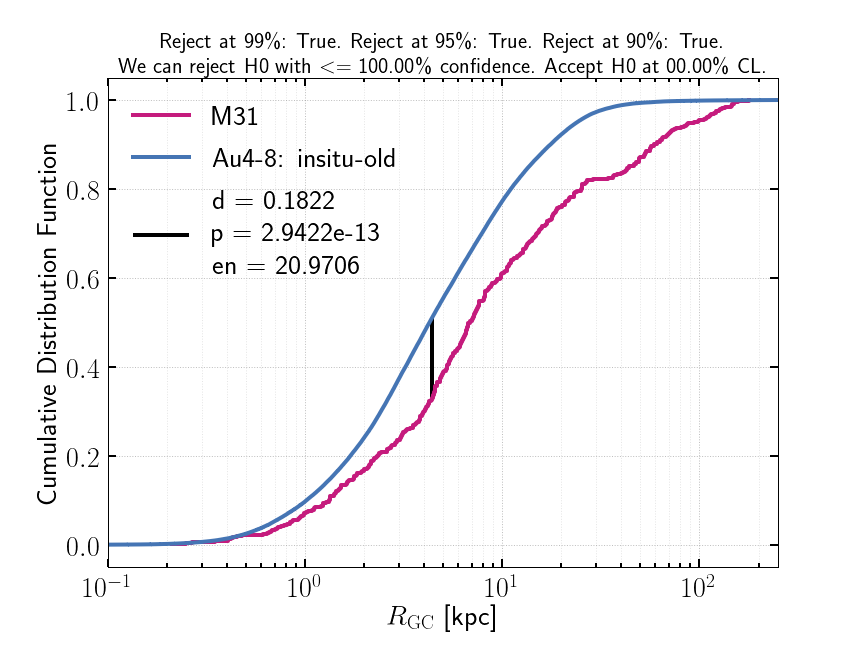 Reject at 99%: True. Reject at 95%: True. Reject at 90%: True.
We can reject H0 with <= 100.00% confidence. Accept H0 at 00.00% CL.
M31
Au4-8: insitu-old
d = 0.1822
p = 2.9422e-13
en = 20.9706
Cumulative Distribution Function
1.0
0.8
0.6
0.4
0.2
0.0
10⁻¹ 10⁰ 10¹ 10²
R_GC [kpc]